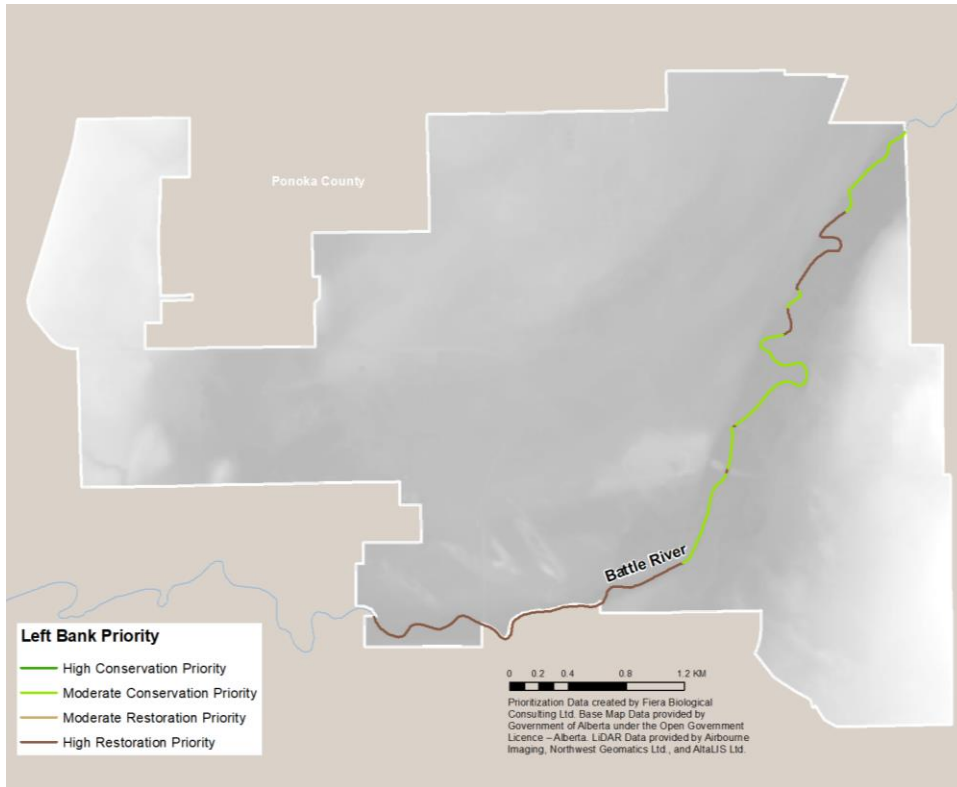 Ponoka County
Battle River
Left Bank Priority
High Conservation Priority
Moderate Conservation Priority
Moderate Restoration Priority
High Restoration Priority
0 0.2 0.4 0.8 1.2 KM
Prioritization Data created by Fiera Biological
Consulting Ltd. Base Map Data provided by
Government of Alberta under the Open Government
Licence – Alberta. LiDAR Data provided by Airbourne
Imaging, Northwest Geomatics Ltd., and AltaLIS Ltd.